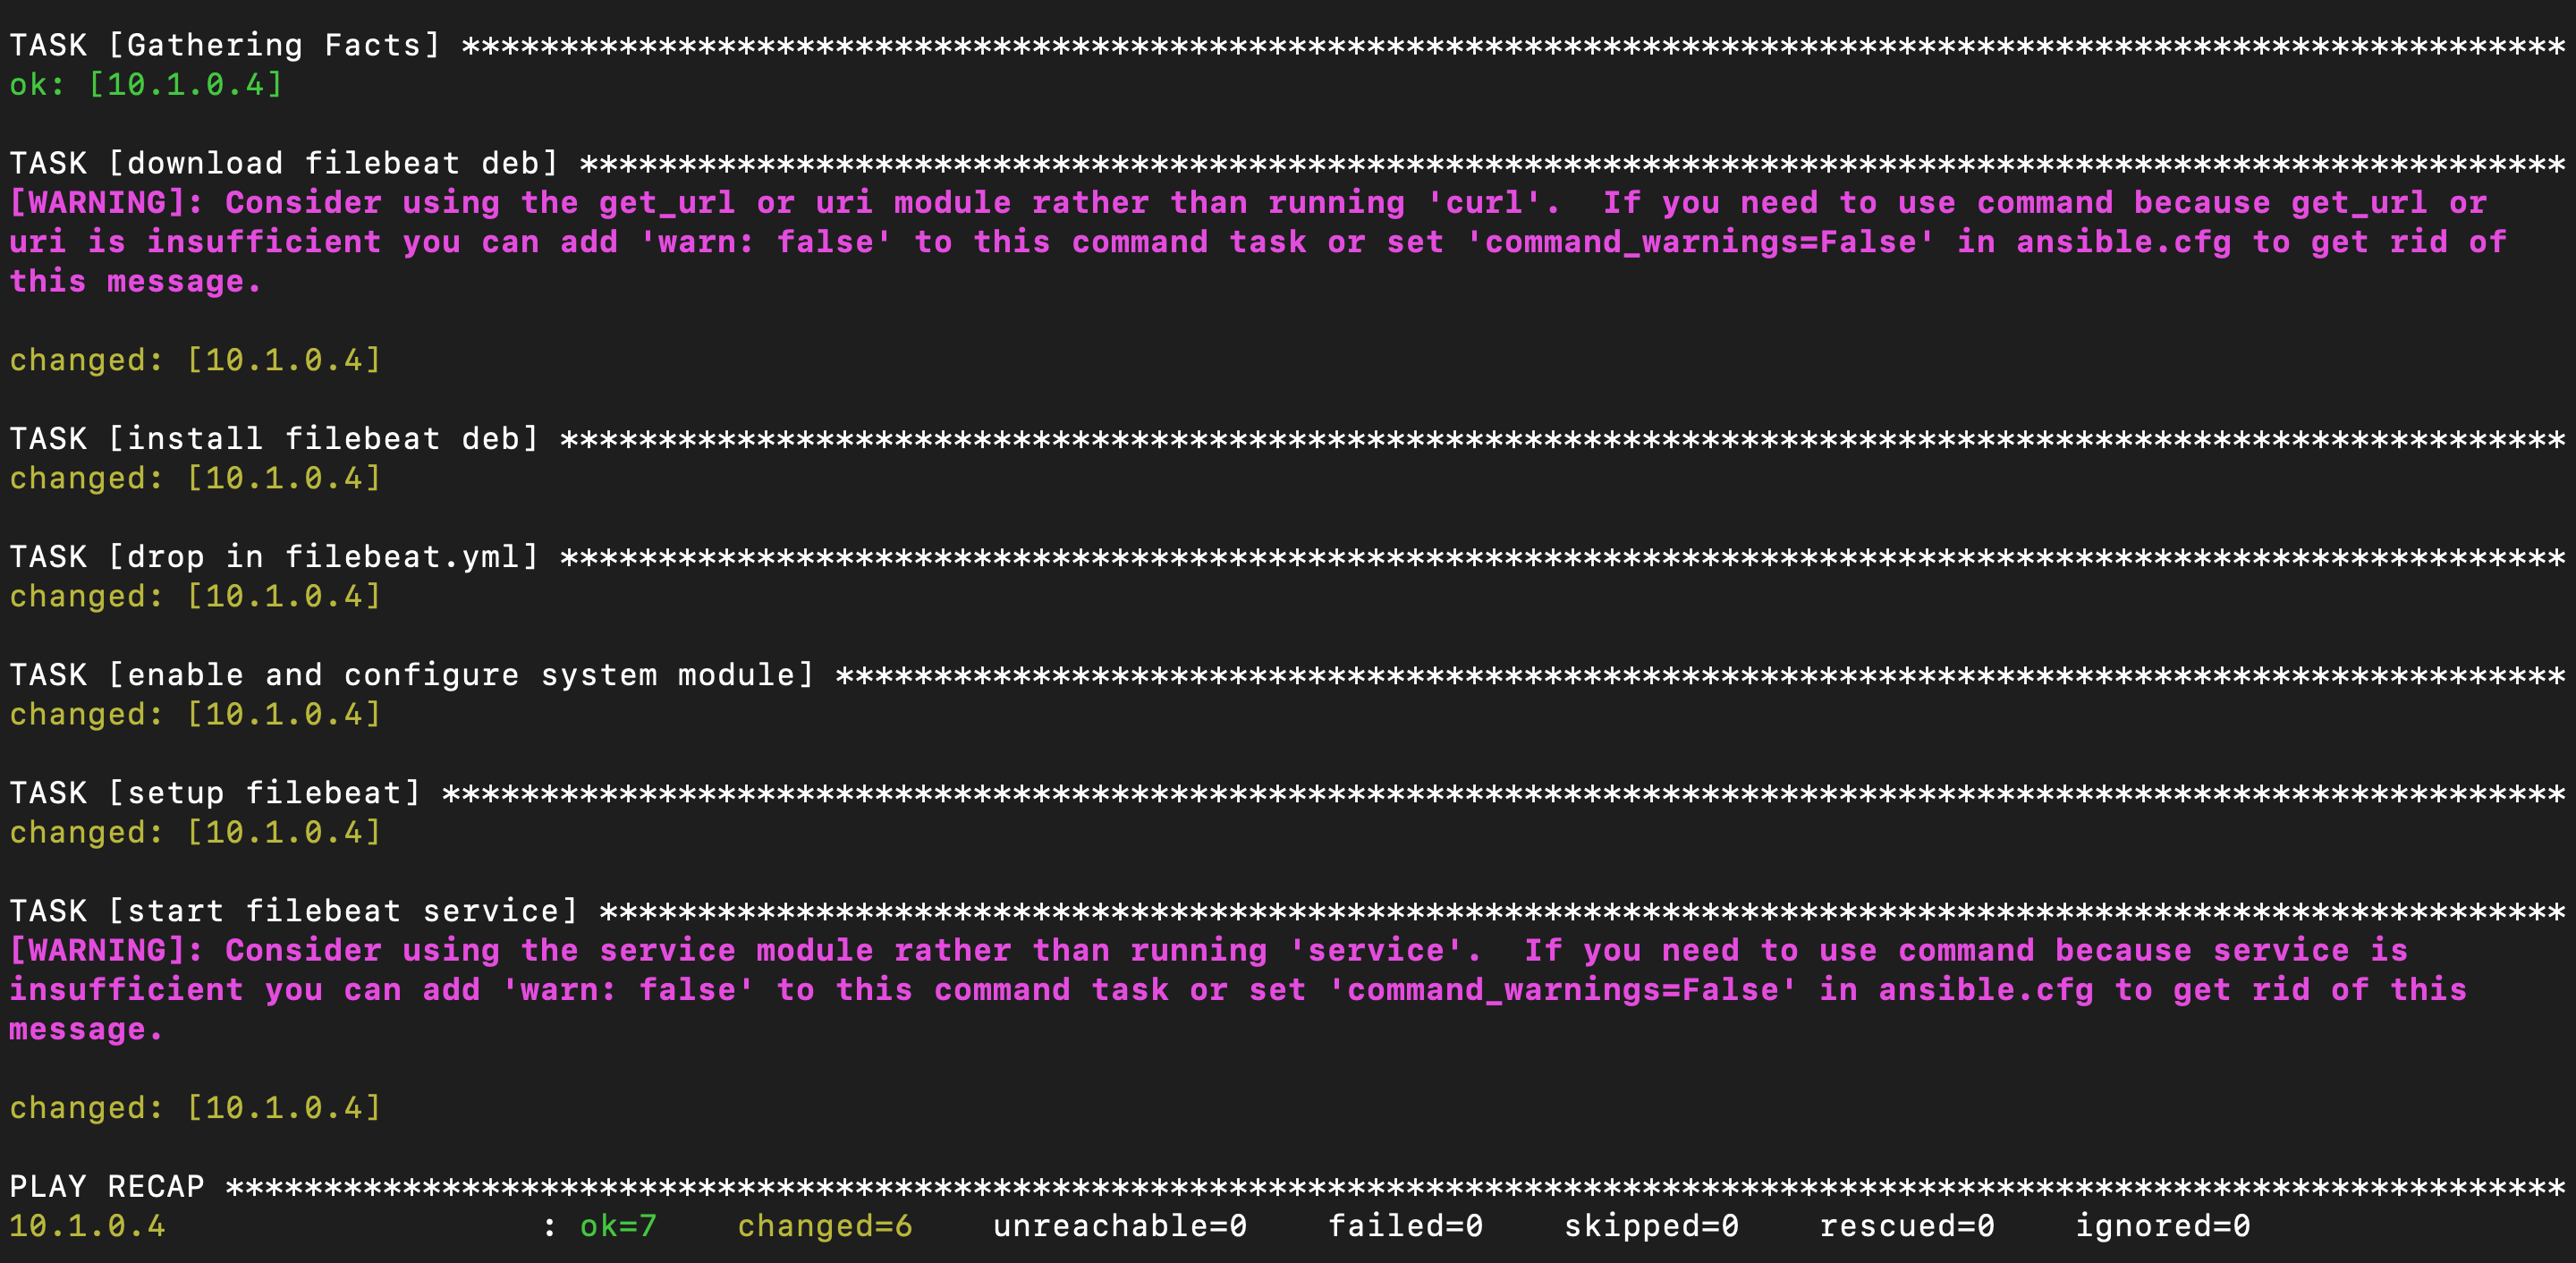 TASK [Gathering Facts] ***********************************************************************************************************
ok: [10.1.0.4]
TASK [download filebeat deb] *****************************************************************************************************
[WARNING]: Consider using the get_url or uri module rather than running 'curl'.  If you need to use command because get_url or
uri is insufficient you can add 'warn: false' to this command task or set 'command_warnings=False' in ansible.cfg to get rid of
this message.
changed: [10.1.0.4]
TASK [install filebeat deb] ******************************************************************************************************
changed: [10.1.0.4]
TASK [drop in filebeat.yml] ******************************************************************************************************
changed: [10.1.0.4]
TASK [enable and configure system module] ****************************************************************************************
changed: [10.1.0.4]
TASK [setup filebeat] ************************************************************************************************************
changed: [10.1.0.4]
TASK [start filebeat service] ****************************************************************************************************
[WARNING]: Consider using the service module rather than running 'service'.  If you need to use command because service is
insufficient you can add 'warn: false' to this command task or set 'command_warnings=False' in ansible.cfg to get rid of this
message.
changed: [10.1.0.4]
PLAY RECAP ***********************************************************************************************************************
10.1.0.4                   : ok=7    changed=6    unreachable=0    failed=0    skipped=0    rescued=0    ignored=0